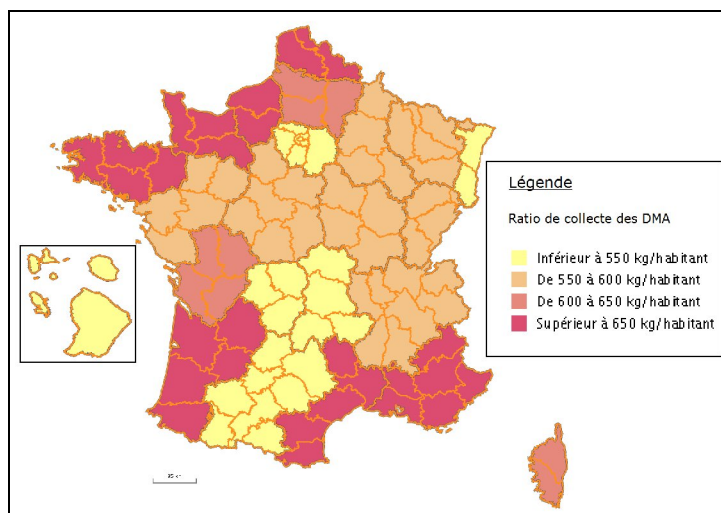 Légende
Ratio de collecte des DMA
Inférieur à 550 kg/habitant
De 550 à 600 kg/habitant
De 600 à 650 kg/habitant
Supérieur à 650 kg/habitant